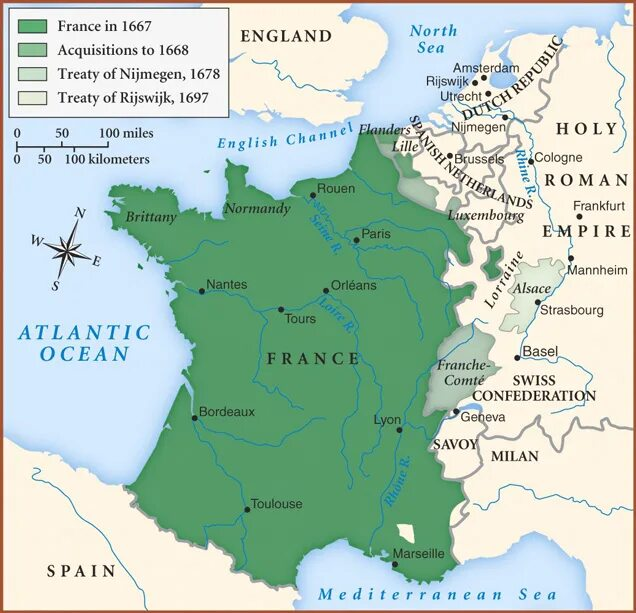 France in 1667
Acquisitions to 1668
Treaty of Nijmegen, 1678
Treaty of Rijswijk, 1697
0 50 100 miles
0 50 100 kilometers
ENGLAND
North
Sea
Amsterdam
Rijswijk
Utrecht
DUTCH REPUBLIC
Nijmegen
HOLY
ROMAN
EMPIRE
English Channel
Flanders
Lille
SPANISH NETHERLANDS
Brussels
Rhine R.
Cologne
Luxembourg
Frankfurt
Mannheim
Lorraine
Alsace
Strasbourg
Basel
Brittany
Normandy
Rouen
Seine R.
Paris
N
W
E
S
Nantes
Orléans
Tours
Loire R.
ATLANTIC
OCEAN
FRANCE
Franche-
Comté
SWISS
CONFEDERATION
Geneva
Bordeaux
Lyon
SAVOY
MILAN
Rhône R.
Toulouse
Marseille
SPAIN
Mediterranean Sea